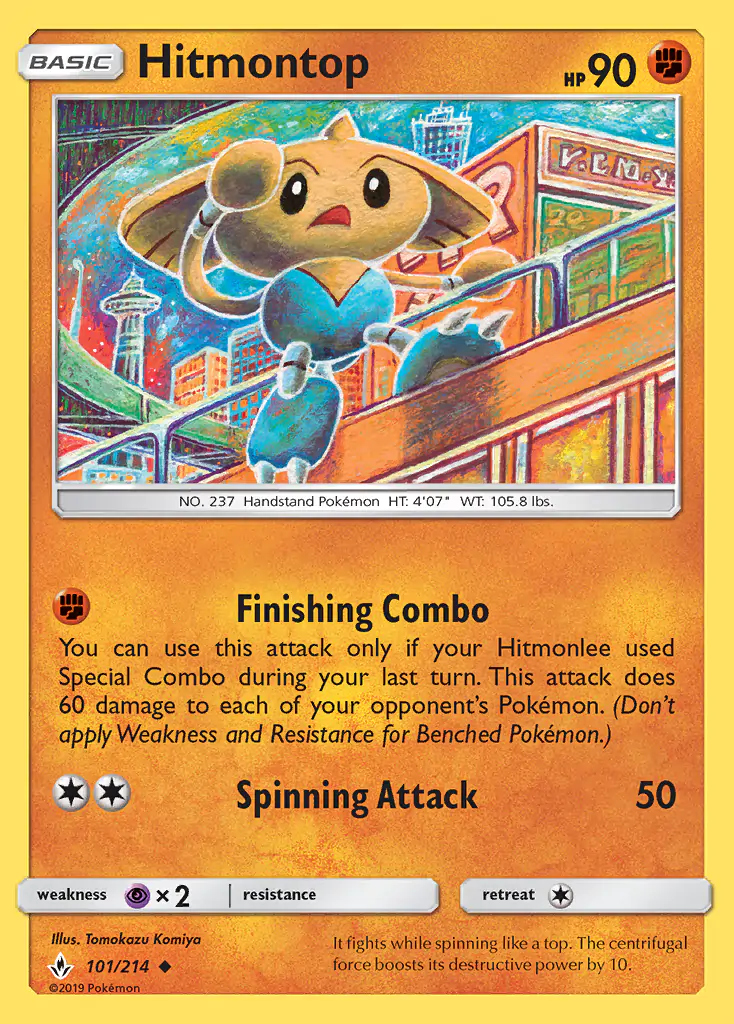 BASIC Hitmontop HP 90
NO. 237 Handstand Pokémon HT: 4'07" WT: 105.8 lbs.
Finishing Combo
You can use this attack only if your Hitmonlee used
Special Combo during your last turn. This attack does
60 damage to each of your opponent's Pokémon. (Don't
apply Weakness and Resistance for Benched Pokémon.)
Spinning Attack 50
weakness ×2 resistance retreat
Illus. Tomokazu Komiya
101/214
©2019 Pokémon
It fights while spinning like a top. The centrifugal
force boosts its destructive power by 10.